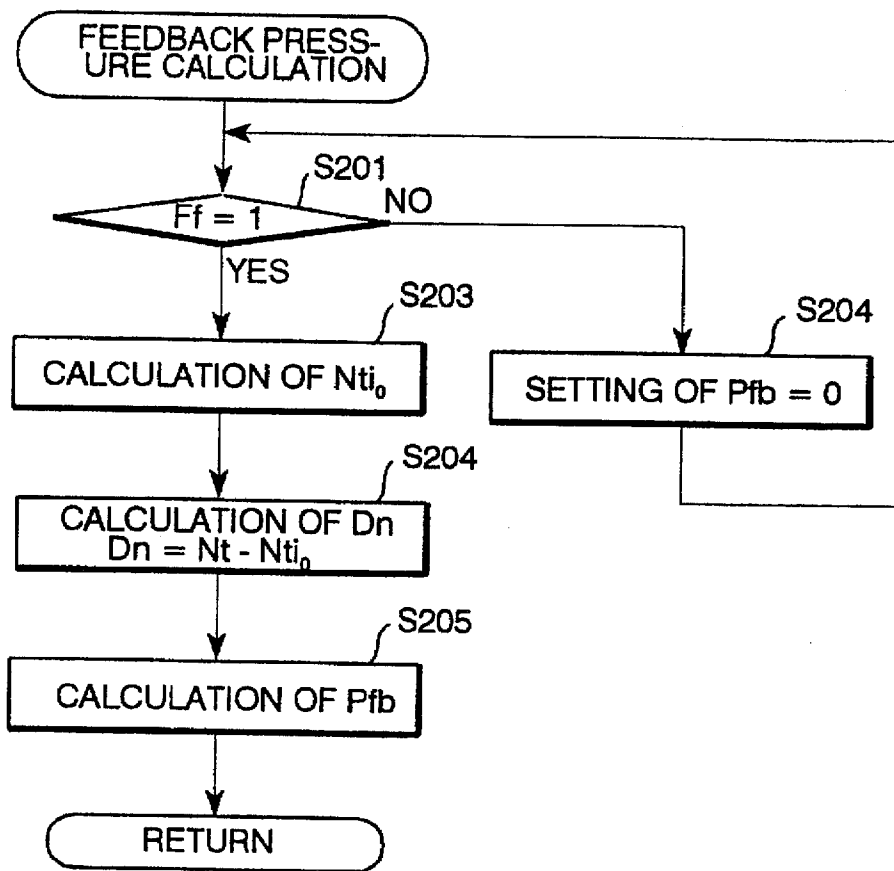 FEEDBACK PRESS-
URE CALCULATION
S201
Ff = 1
NO
YES
S203
CALCULATION OF Nti₀
S204
SETTING OF Pfb = 0
S204
CALCULATION OF Dn
Dn = Nt - Nti₀
S205
CALCULATION OF Pfb
RETURN